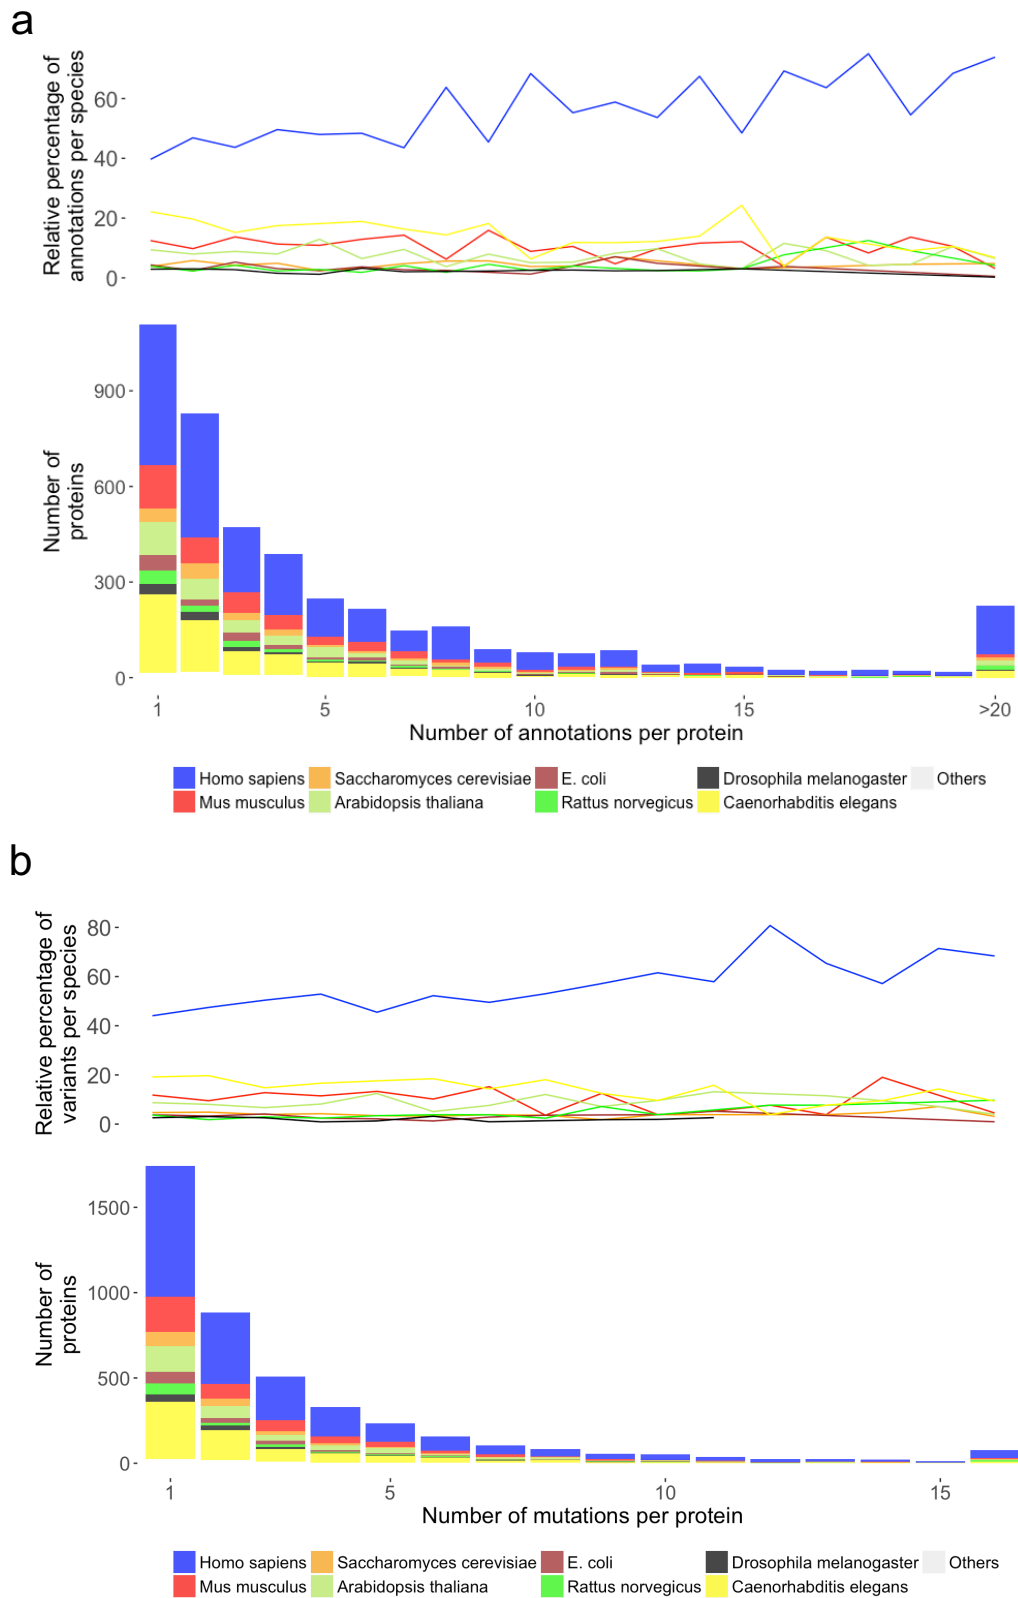 a
Relative percentage of
annotations per species
60
40
20
0
Number of
proteins
900
600
300
0
1 5 10 15 >20
Number of annotations per protein
Homo sapiens Saccharomyces cerevisiae E. coli Drosophila melanogaster Others
Mus musculus Arabidopsis thaliana Rattus norvegicus Caenorhabditis elegans
b
Relative percentage of
variants per species
80
60
40
20
0
Number of
proteins
1500
1000
500
0
1 5 10 15
Number of mutations per protein
Homo sapiens Saccharomyces cerevisiae E. coli Drosophila melanogaster Others
Mus musculus Arabidopsis thaliana Rattus norvegicus Caenorhabditis elegans